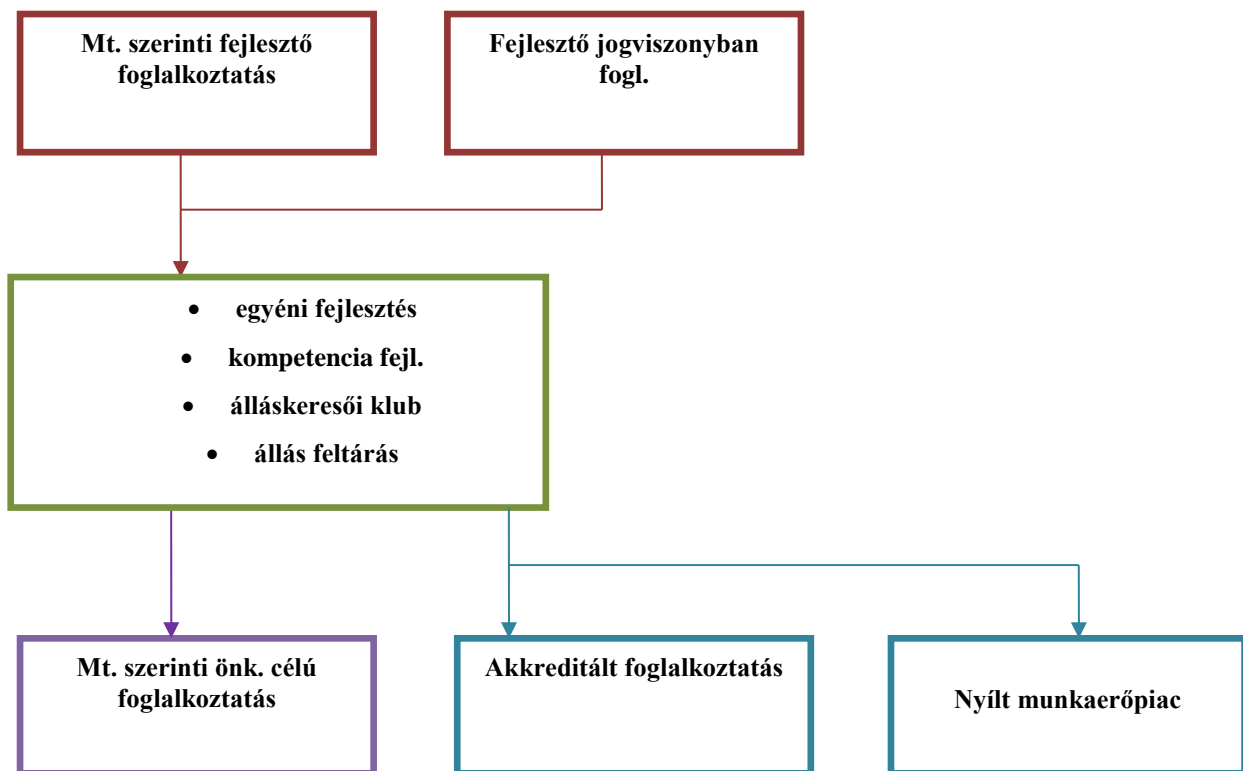 Mt. szerinti fejlesztő
foglalkoztatás
Fejlesztő jogviszonyban
fogl.
• egyéni fejlesztés
• kompetencia fejl.
• álláskeresői klub
• állás feltárás
Mt. szerinti önk. célú
foglalkoztatás
Akkreditált foglalkoztatás
Nyílt munkaerőpiac